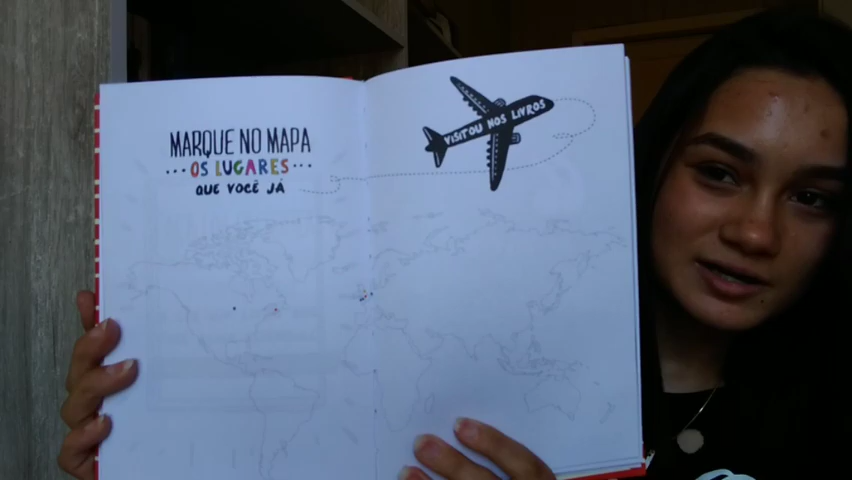 MARQUE NO MAPA
OS LUGARES
QUE VOCÊ JÁ
VISITOU NOS LIVROS